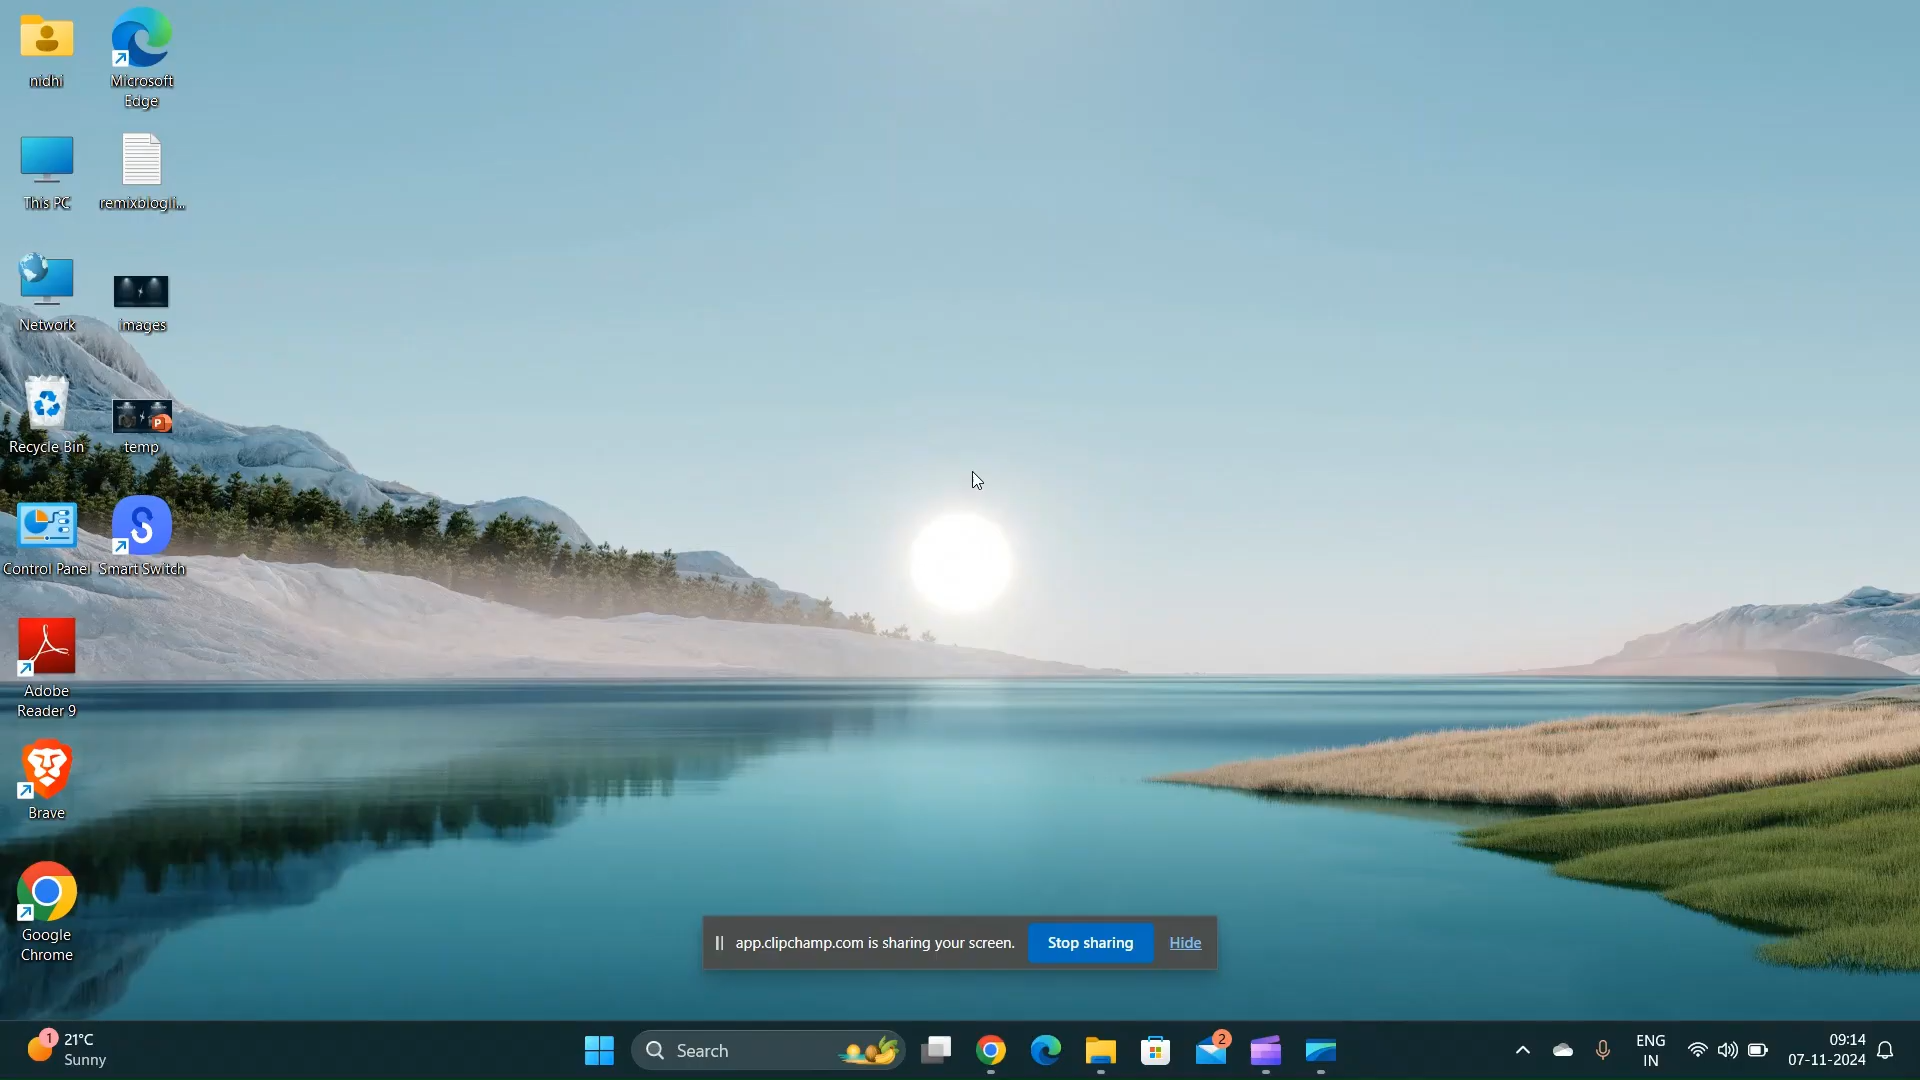 nidhi
Microsoft
Edge
This PC
remixblogli...
Network
images
Recycle Bin
temp
Control Panel
Smart Switch
Adobe
Reader 9
Brave
Google
Chrome
app.clipchamp.com is sharing your screen.
Stop sharing
Hide
1
21°C
Sunny
Search
2
ENG
IN
09:14
07-11-2024